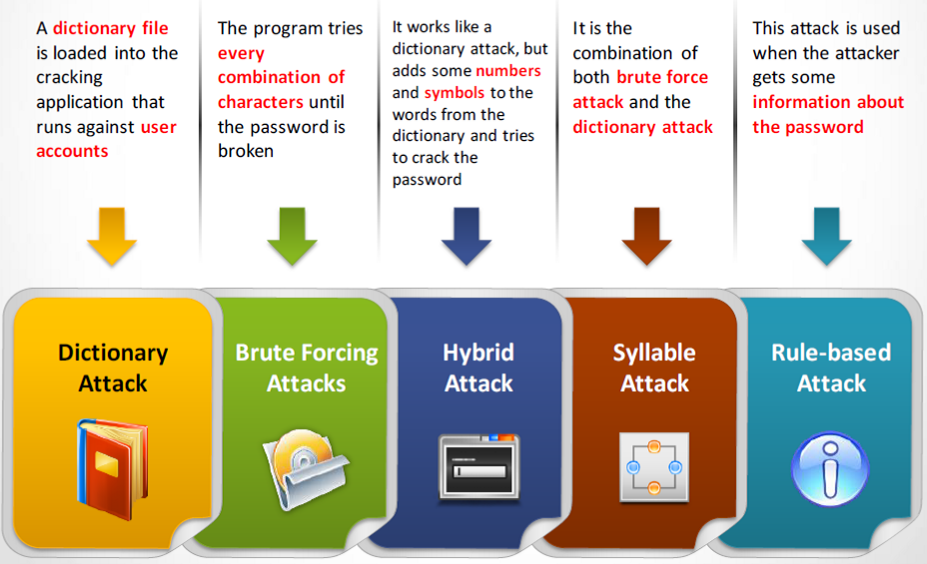 A dictionary file
is loaded into the
cracking
application that
runs against user
accounts
The program tries
every
combination of
characters until
the password is
broken
It works like a
dictionary attack, but
adds some numbers
and symbols to the
words from the
dictionary and tries
to crack the
password
It is the
combination of
both brute force
attack and the
dictionary attack
This attack is used
when the attacker
gets some
information about
the password
Dictionary
Attack
Brute Forcing
Attacks
Hybrid
Attack
Syllable
Attack
Rule-based
Attack